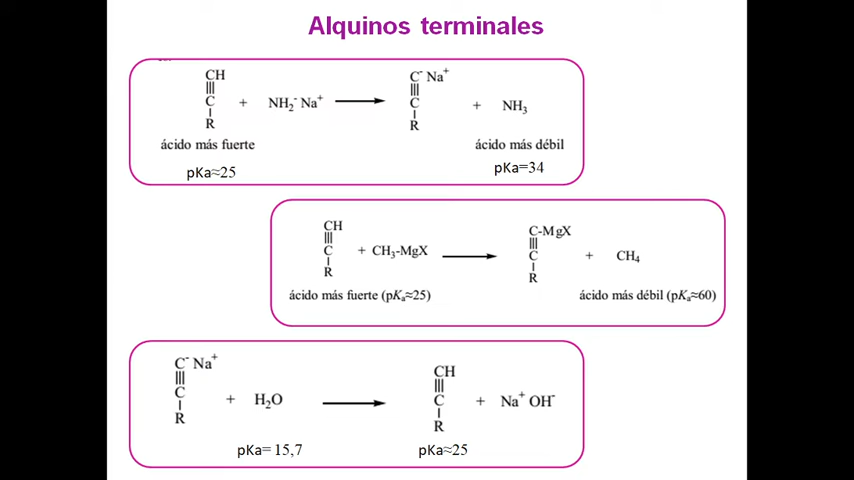 Alquinos terminales
CH
C
R
+ NH₂⁻ Na⁺
C⁻ Na⁺
C
R
+ NH₃
ácido más fuerte
ácido más débil
pKa≈25
pKa=34
CH
C
R
+ CH₃-MgX
C-MgX
C
R
+ CH₄
ácido más fuerte (pKₐ≈25)
ácido más débil (pKₐ≈60)
C⁻ Na⁺
C
R
+ H₂O
CH
C
R
+ Na⁺ OH⁻
pKa= 15,7
pKa≈25